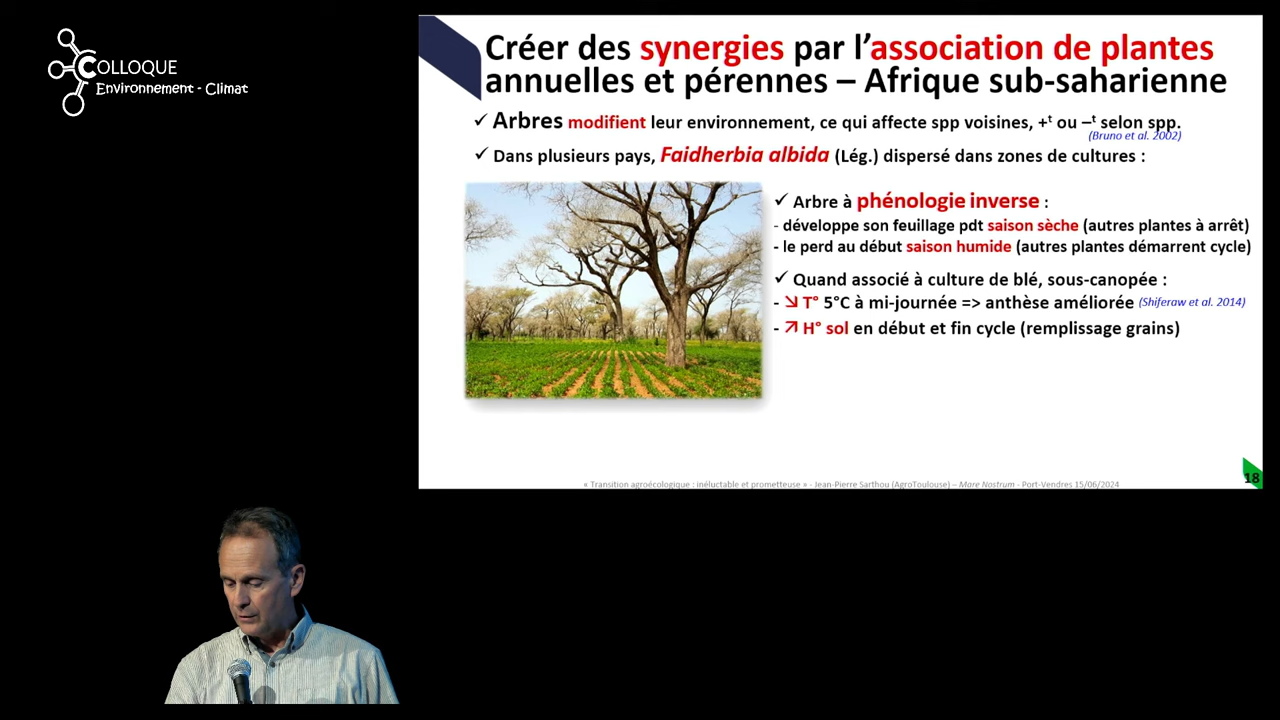 COLLOQUE
Environnement - Climat
Créer des synergies par l'association de plantes
annuelles et pérennes – Afrique sub-saharienne
✓ Arbres modifient leur environnement, ce qui affecte spp voisines, +ᵗ ou –ᵗ selon spp.
(Bruno et al. 2002)
✓ Dans plusieurs pays, Faidherbia albida (Lég.) dispersé dans zones de cultures :
✓ Arbre à phénologie inverse :
- développe son feuillage pdt saison sèche (autres plantes à arrêt)
- le perd au début saison humide (autres plantes démarrent cycle)
✓ Quand associé à culture de blé, sous-canopée :
- ↘ T° 5°C à mi-journée => anthèse améliorée (Shiferaw et al. 2014)
- ↗ H° sol en début et fin cycle (remplissage grains)
« Transition agroécologique : inéluctable et prometteuse » - Jean-Pierre Sarthou (AgroToulouse) – Mare Nostrum - Port-Vendres 15/06/2024
18